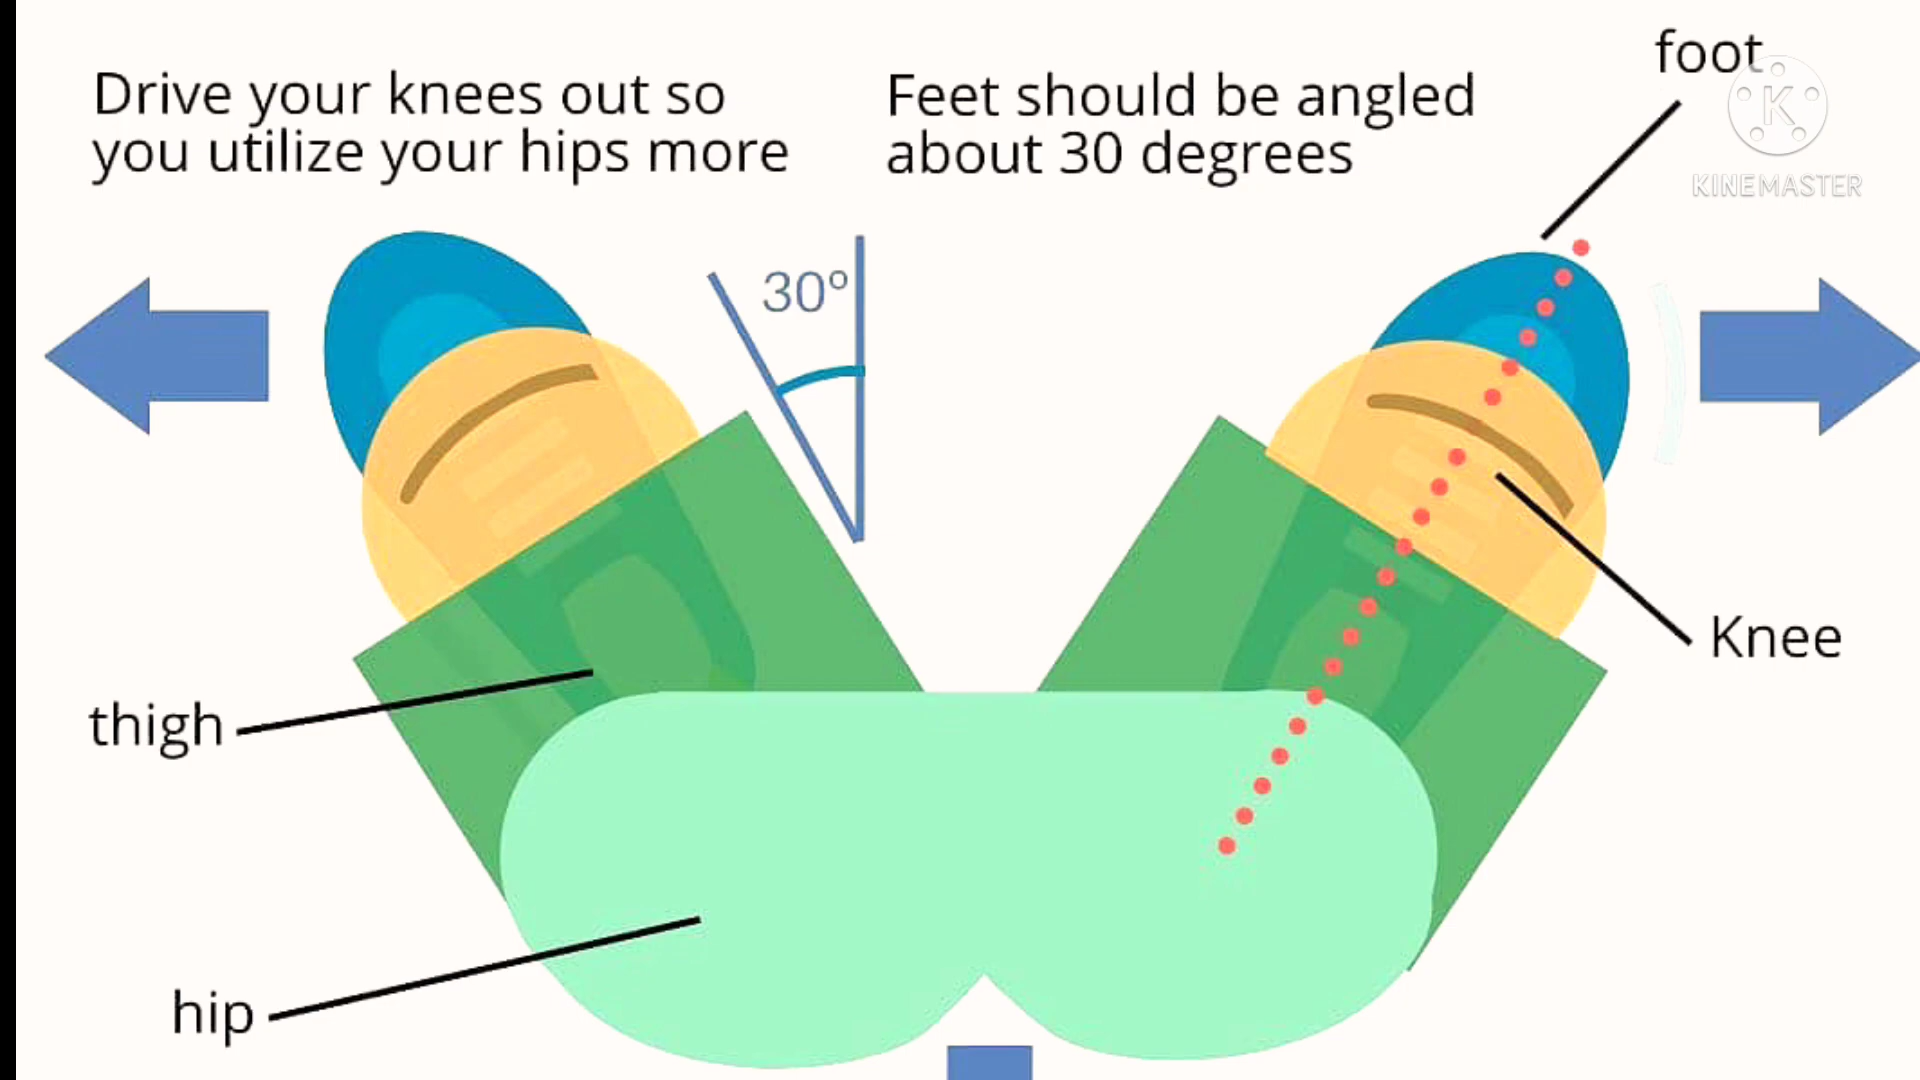 Drive your knees out so
you utilize your hips more
Feet should be angled
about 30 degrees
foot
K
KINEMASTER
30º
Knee
thigh
hip